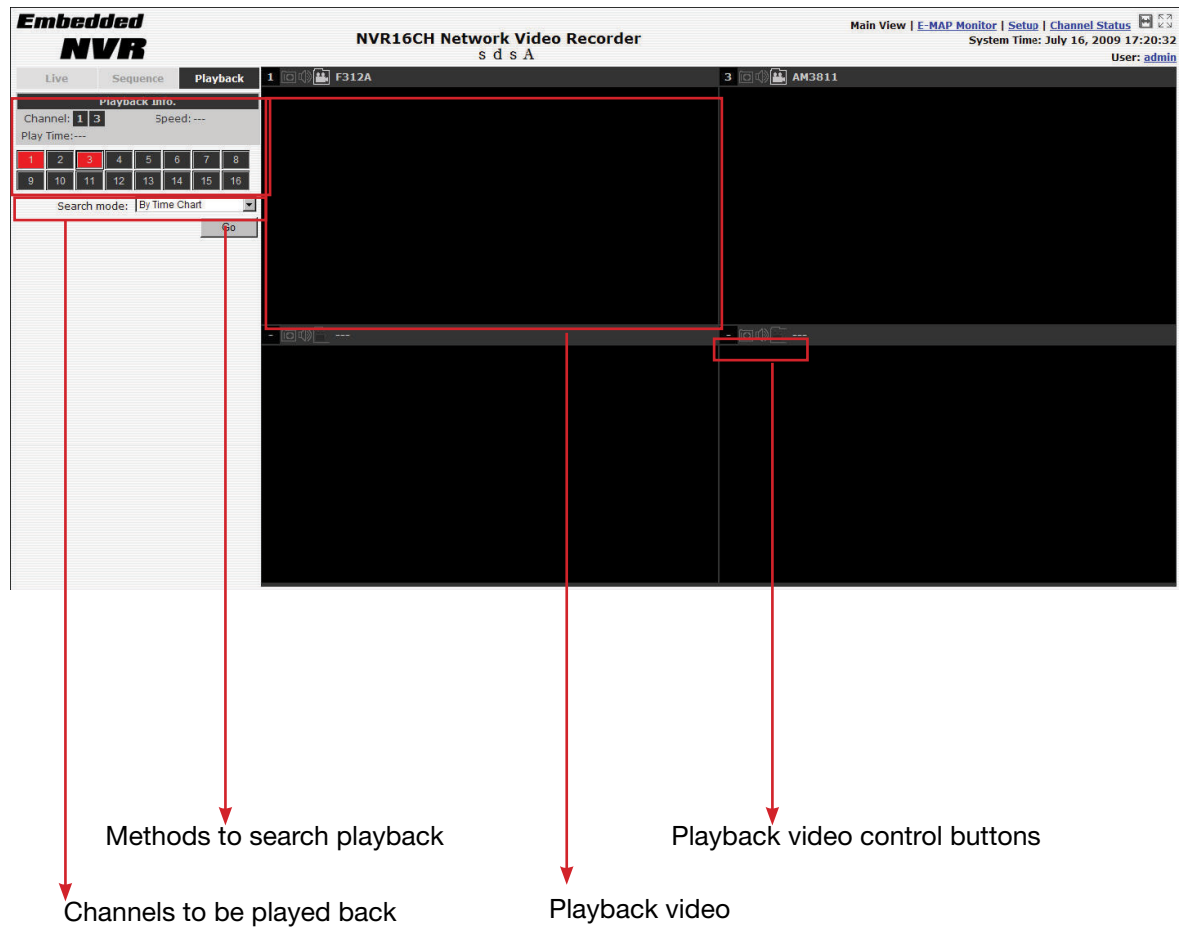 Embedded
NVR
NVR16CH Network Video Recorder
s d s A
Main View | E-MAP Monitor | Setup | Channel Status
System Time: July 16, 2009 17:20:32
User: admin
Live Sequence Playback
1 F312A
3 AM3811
Playback Info.
Channel: 1 3 Speed: ---
Play Time:---
1 2 3 4 5 6 7 8
9 10 11 12 13 14 15 16
Search mode: By Time Chart
Go
- ---
- ---
Methods to search playback
Playback video control buttons
Channels to be played back
Playback video